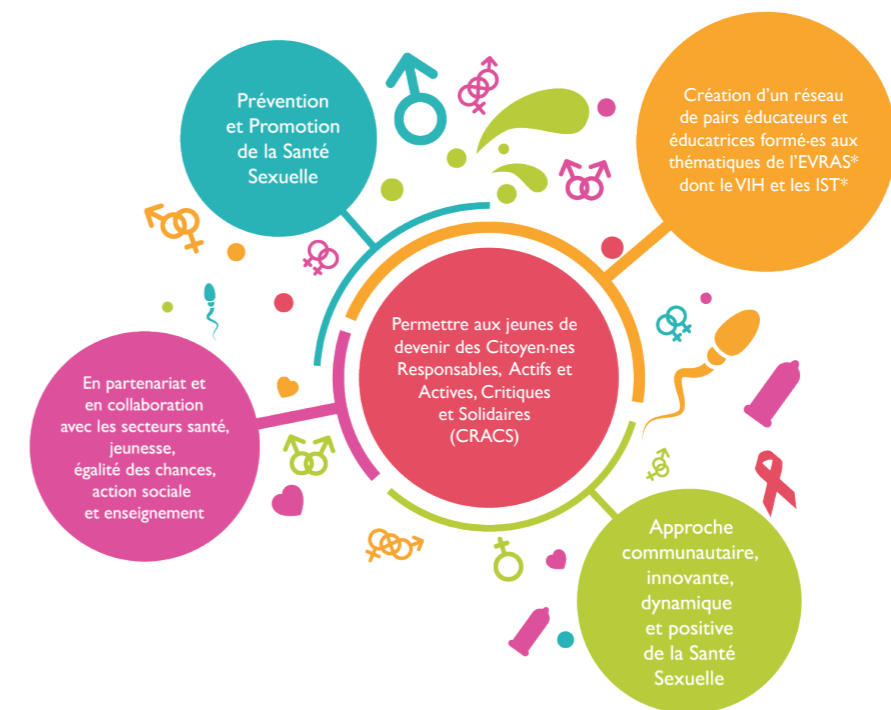 Prévention
et Promotion
de la Santé
Sexuelle
Création d'un réseau
de pairs éducateurs et
éducatrices formé·es aux
thématiques de l'EVRAS*
dont le VIH et les IST*
Permettre aux jeunes de
devenir des Citoyen·nes
Responsables, Actifs et
Actives, Critiques
et Solidaires
(CRACS)
En partenariat et
en collaboration
avec les secteurs santé,
jeunesse,
égalité des chances,
action sociale
et enseignement
Approche
communautaire,
innovante,
dynamique
et positive
de la Santé
Sexuelle